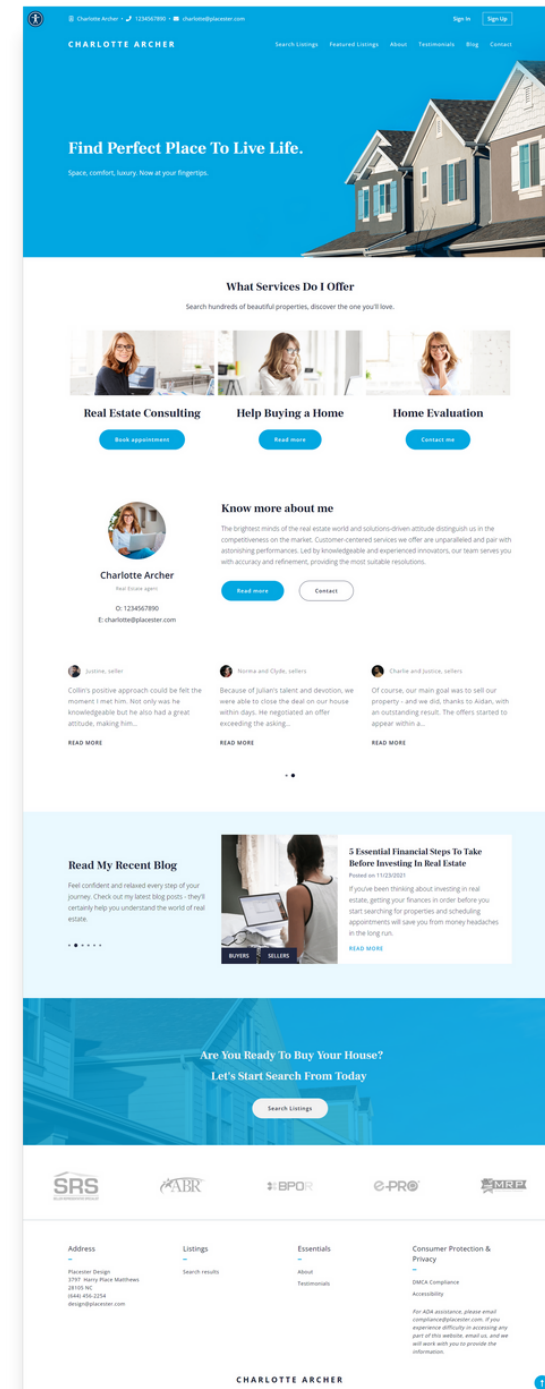 Charlotte Archer • 1234567890 • charlotte@placester.com
Sign In
Sign Up
CHARLOTTE ARCHER
Search Listings
Featured Listings
About
Testimonials
Blog
Contact
Find Perfect Place To Live Life.
Space, comfort, luxury. Now at your fingertips.
What Services Do I Offer
Search hundreds of beautiful properties, discover the one you'll love.
Real Estate Consulting
Help Buying a Home
Home Evaluation
Book appointment
Read more
Contact me
Know more about me
The brightest minds of the real estate world and solutions-driven attitude distinguish us in the
competitiveness on the market. Customer-centered services we offer are unparalleled and pair with
astonishing performances. Led by knowledgeable and experienced innovators, our team serves you
with accuracy and refinement, providing the most suitable resolutions.
Read more
Contact
Charlotte Archer
Real Estate agent
O: 1234567890
E: charlotte@placester.com
Justine, seller
Collin's positive approach could be felt the
moment I met him. Not only was he
knowledgeable but he also had a great
attitude, making him...
READ MORE
Norma and Clyde, sellers
Because of Julian's talent and devotion, we
were able to close the deal on our house
within days. He negotiated an offer
exceeding the asking...
READ MORE
Charlie and Justice, sellers
Of course, our main goal was to sell our
property - and we did, thanks to Aidan, with
an outstanding result. The offers started to
appear within a...
READ MORE
Read My Recent Blog
Feel confident and relaxed every step of your
journey. Check out my latest blog posts - they'll
certainly help you understand the world of real
estate.
BUYERS
SELLERS
5 Essential Financial Steps To Take
Before Investing In Real Estate
Posted on 11/23/2021
If you've been thinking about investing in real
estate, getting your finances in order before you
start searching for properties and scheduling
appointments will save you from money headaches
in the long run.
READ MORE
Are You Ready To Buy Your House?
Let's Start Search From Today
Search Listings
SRS
ABR
BPOR
e-PRO
SMRP
Address
Placester Design
3797 Harry Place Matthews
28105 NC
(644) 456-2254
design@placester.com
Listings
Search results
Essentials
About
Testimonials
Consumer Protection &
Privacy
DMCA Compliance
Accessibility
For ADA assistance, please email
compliance@placester.com. If you
experience difficulty in accessing any
part of this website, email us, and we
will work with you to provide the
information.
CHARLOTTE ARCHER